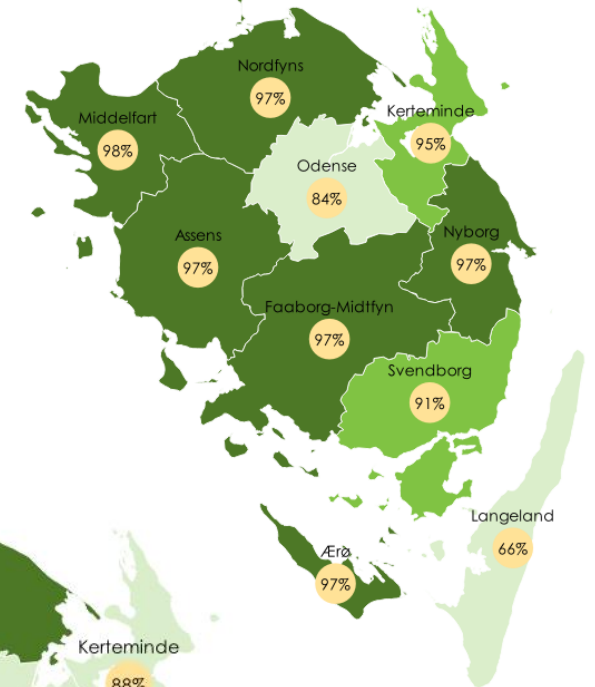 Nordfyns
97%
Middelfart
98%
Kerteminde
95%
Odense
84%
Assens
97%
Nyborg
97%
Faaborg-Midtfyn
97%
Svendborg
91%
Langeland
66%
Ærø
97%
Kerteminde
88%